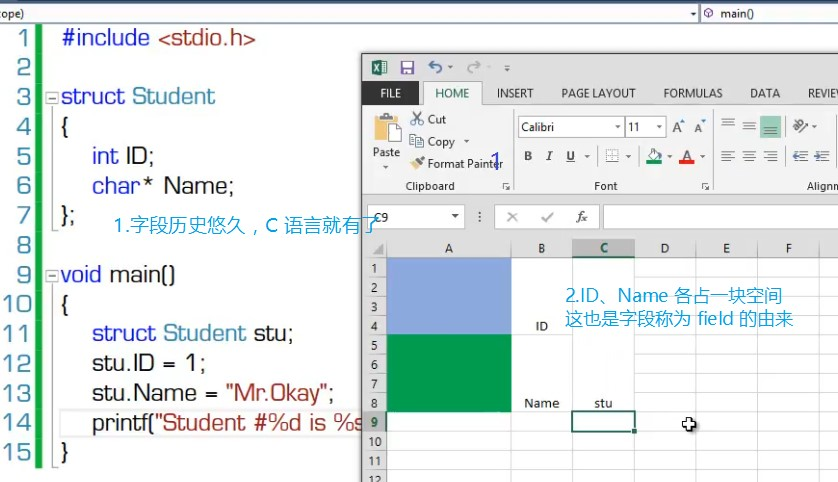 cope)
main()
1 #include <stdio.h>
2
3 struct Student
4 {
5 int ID;
6 char* Name;
7 };
8
9 void main()
10 {
11 struct Student stu;
12 stu.ID = 1;
13 stu.Name = "Mr.Okay";
14 printf("Student #%d is %s
15 }
1.字段历史悠久，C 语言就有了
FILE HOME INSERT PAGE LAYOUT FORMULAS DATA REVIE
Cut
Copy
Format Painter
Paste
1
Calibri 11 A A
B I U A
Clipboard Font Alignn
C9 fx
A B C D E F
1
2
3
4 ID
5
6
7
8 Name stu
9
10
11
12
2.ID、Name 各占一块空间
这也是字段称为 field 的由来